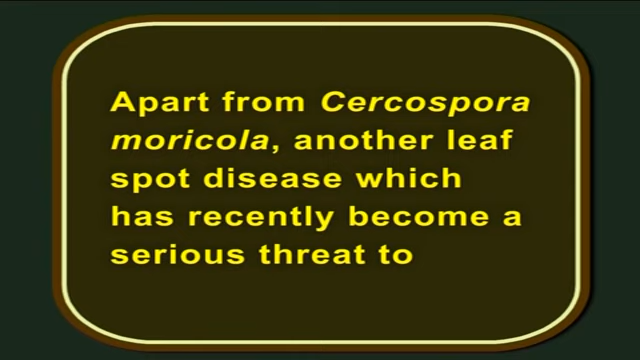 Apart from Cercospora
moricola, another leaf
spot disease which
has recently become a
serious threat to